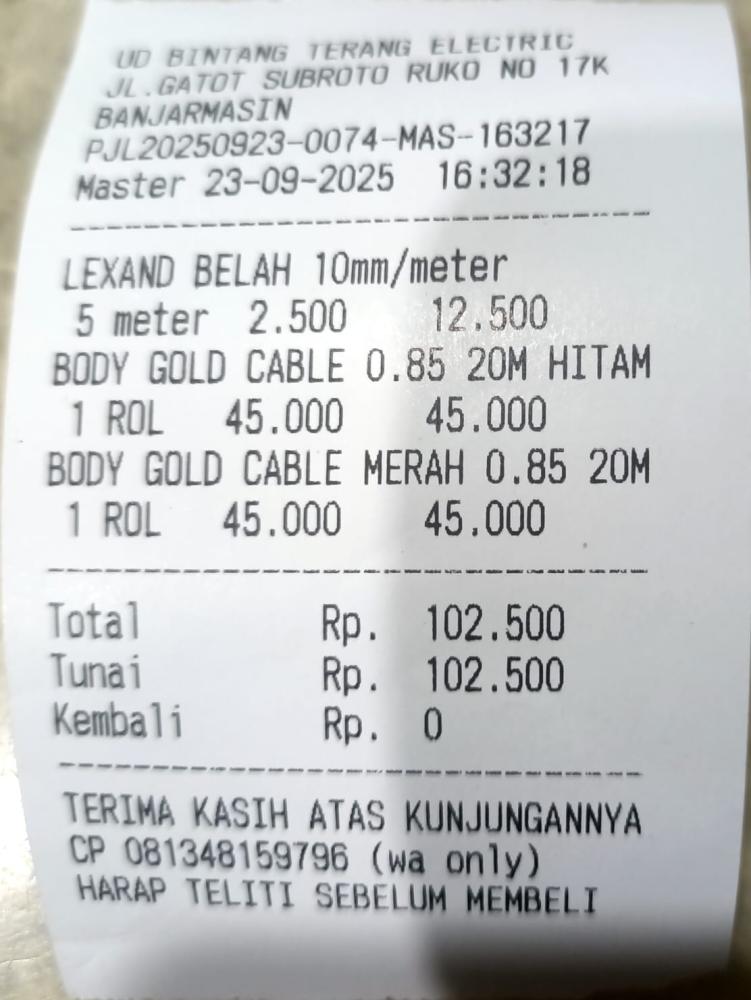 UD BINTANG TERANG ELECTRIC
JL.GATOT SUBROTO RUKO NO 17K
BANJARMASIN
PJL20250923-0074-MAS-163217
Master 23-09-2025 16:32:18
LEXAND BELAH 10mm/meter
5 meter 2.500 12.500
BODY GOLD CABLE 0.85 20M HITAM
1 ROL 45.000 45.000
BODY GOLD CABLE MERAH 0.85 20M
1 ROL 45.000 45.000
Total Rp. 102.500
Tunai Rp. 102.500
Kembali Rp. 0
TERIMA KASIH ATAS KUNJUNGANNYA
CP 081348159796 (wa only)
HARAP TELITI SEBELUM MEMBELI